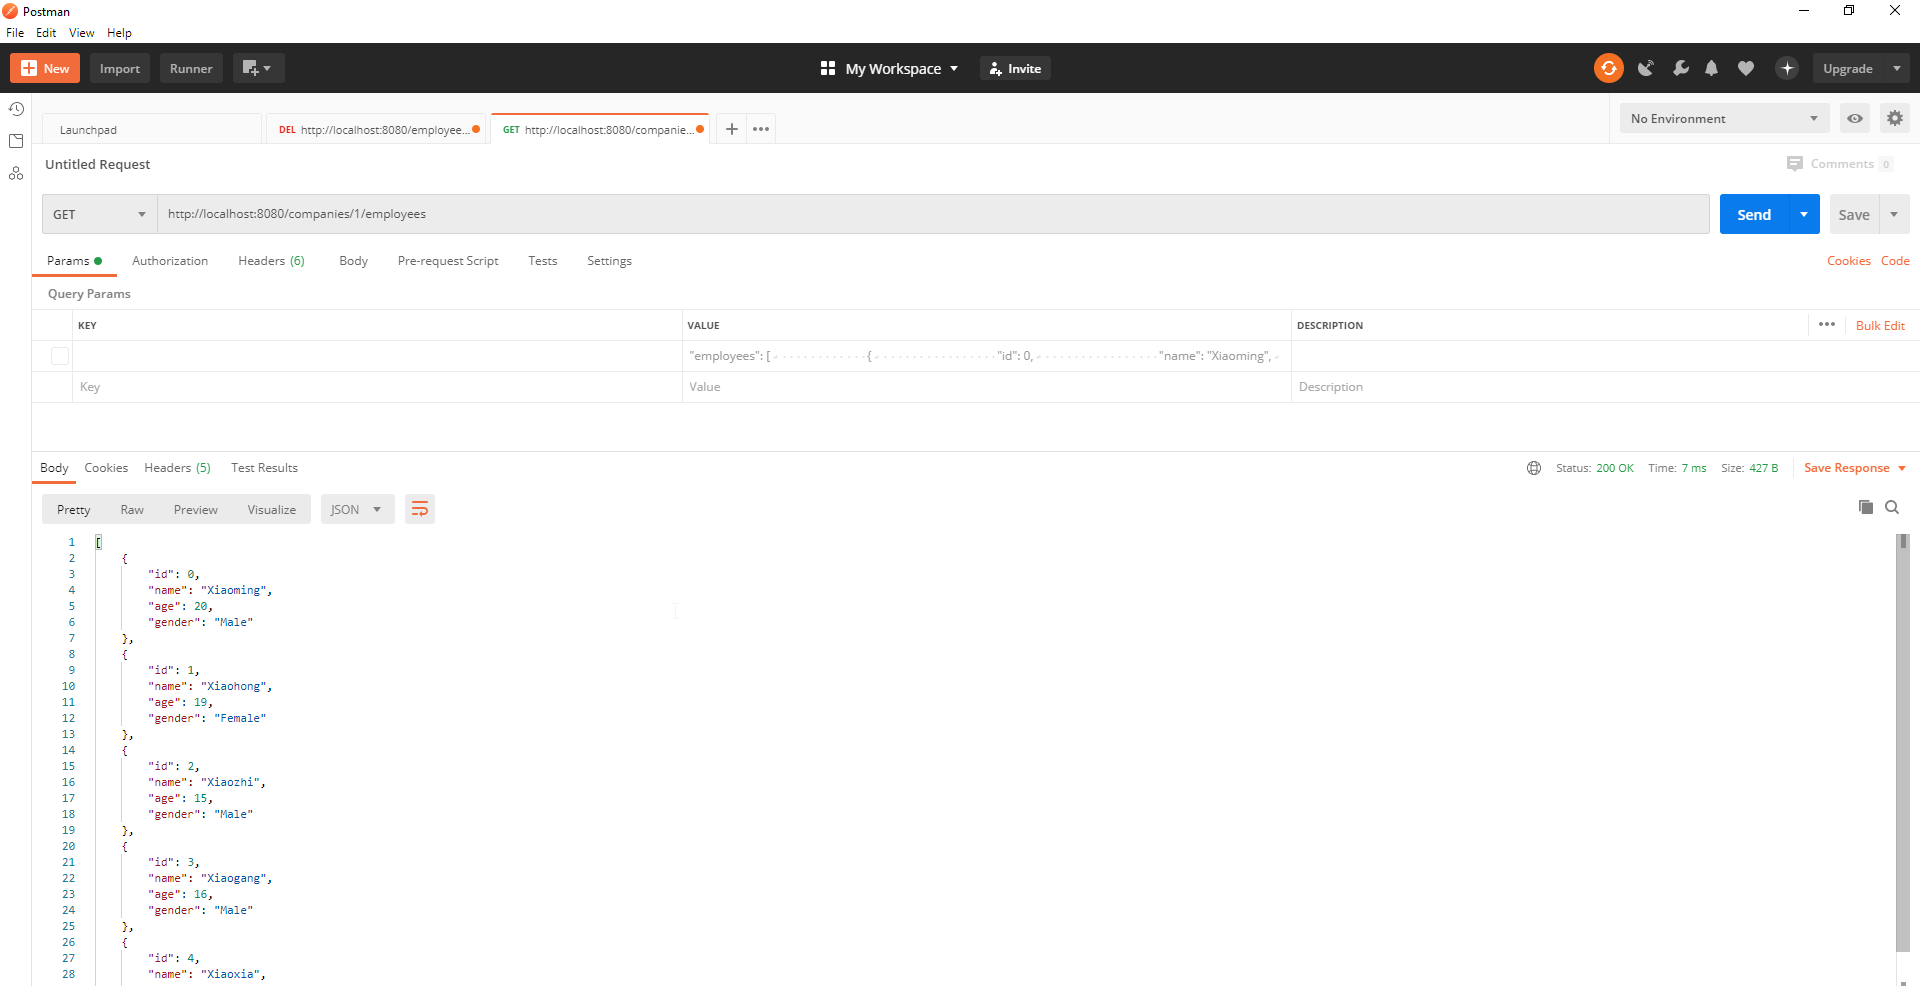 Postman
File Edit View Help
New Import Runner My Workspace Invite Upgrade
Launchpad DEL http://localhost:8080/employee... GET http://localhost:8080/companie... No Environment
Untitled Request Comments 0
GET http://localhost:8080/companies/1/employees Send Save
Params Authorization Headers (6) Body Pre-request Script Tests Settings Cookies Code
Query Params
KEY VALUE DESCRIPTION Bulk Edit
"employees": [ { "id": 0, "name": "Xiaoming",
Key Value Description
Body Cookies Headers (5) Test Results Status: 200 OK Time: 7 ms Size: 427 B Save Response
Pretty Raw Preview Visualize JSON
1 [
2 {
3 "id": 0,
4 "name": "Xiaoming",
5 "age": 20,
6 "gender": "Male"
7 },
8 {
9 "id": 1,
10 "name": "Xiaohong",
11 "age": 19,
12 "gender": "Female"
13 },
14 {
15 "id": 2,
16 "name": "Xiaozhi",
17 "age": 15,
18 "gender": "Male"
19 },
20 {
21 "id": 3,
22 "name": "Xiaogang",
23 "age": 16,
24 "gender": "Male"
25 },
26 {
27 "id": 4,
28 "name": "Xiaoxia",